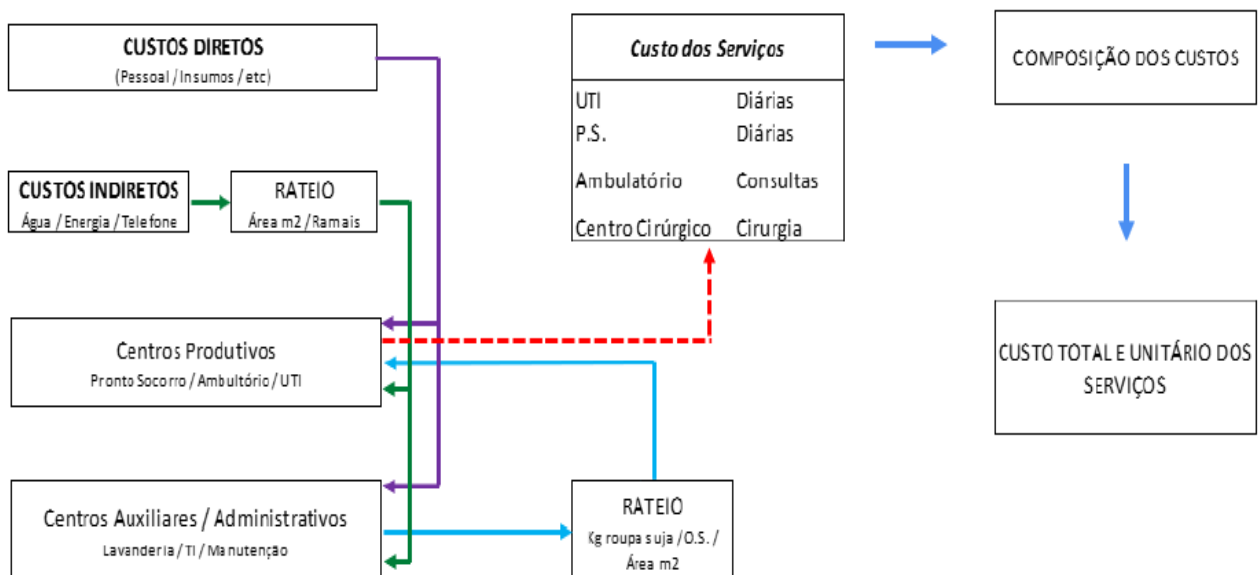 CUSTOS DIRETOS
(Pessoal / Insumos / etc)
CUSTOS INDIRETOS
Água / Energia / Telefone
RATEIO
Área m2 / Ramais
Centros Produtivos
Pronto Socorro / Ambultório / UTI
Centros Auxiliares / Administrativos
Lavanderia / TI / Manutenção
RATEIO
Kg roupa suja / O.S. /
Área m2
Custo dos Serviços
UTI Diárias
P.S. Diárias
Ambulatório Consultas
Centro Cirúrgico Cirurgia
COMPOSIÇÃO DOS CUSTOS
CUSTO TOTAL E UNITÁRIO DOS
SERVIÇOS